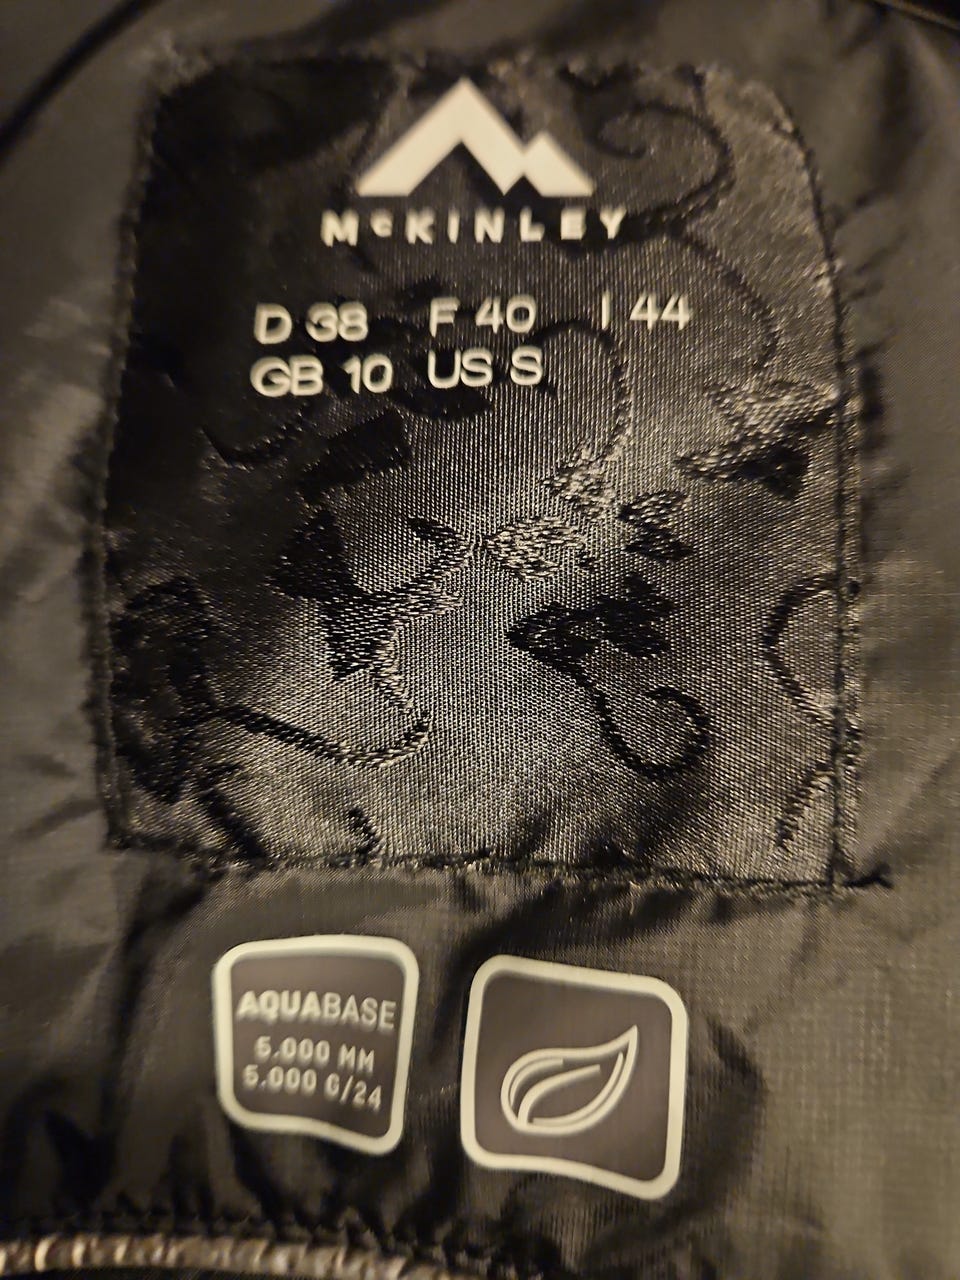 McKINLEY
D 38 F 40 I 44
GB 10 US S
AQUABASE
5.000 MM
5.000 G/24